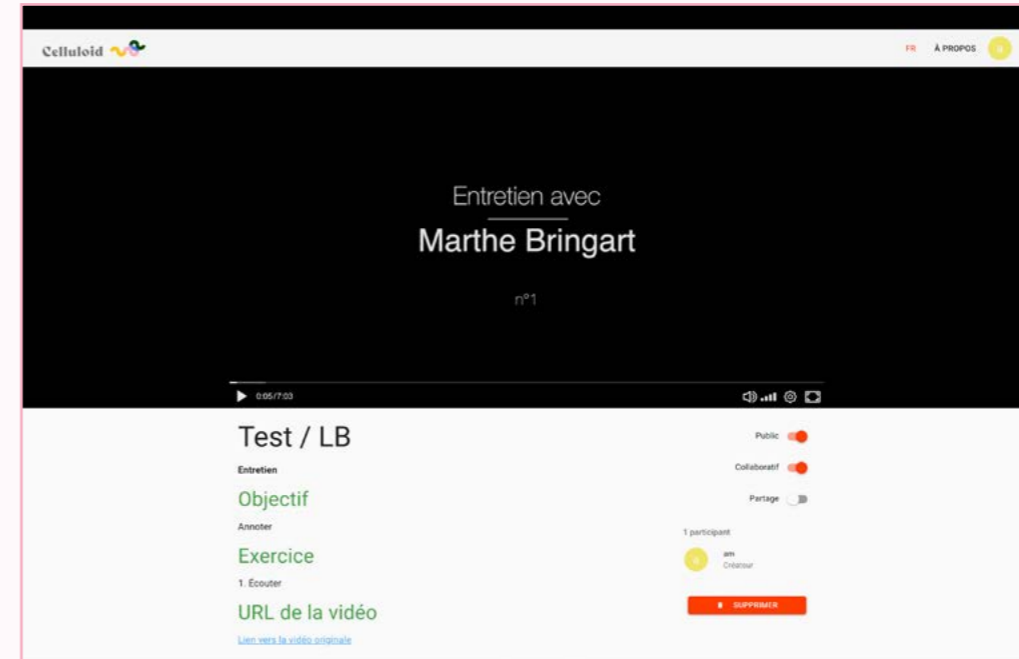 Celluloid
FR À PROPOS a
Entretien avec
Marthe Bringart
n°1
0:05/7:03
Test / LB
Entretien
Objectif
Annoter
Exercice
1. Écouter
URL de la vidéo
Lien vers la vidéo originale
Public
Collaboratif
Partage
1 participant
a
am
Créateur
SUPPRIMER